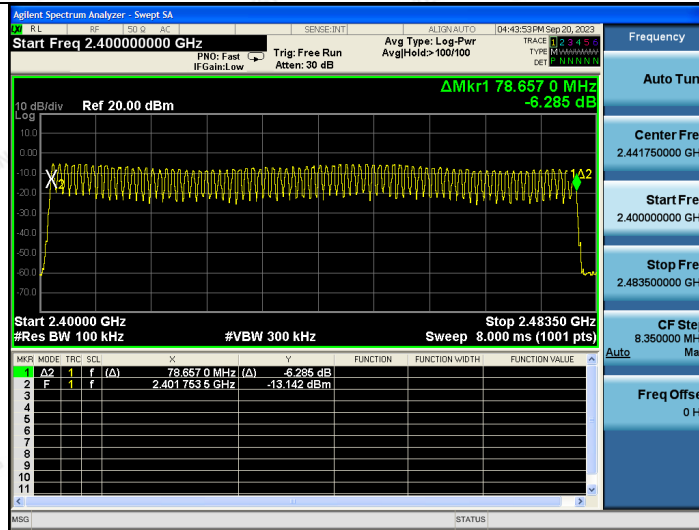 Agilent Spectrum Analyzer - Swept SA
LXI RL RF 50 Ω AC SENSE:INT ALIGNAUTO 04:43:53PM Sep 20, 2023
Start Freq 2.400000000 GHz
PNO: Fast
IFGain:Low
Trig: Free Run
Atten: 30 dB
Avg Type: Log-Pwr
Avg|Hold:>100/100
TRACE 1 2 3 4 5 6
TYPE M
DET P N N N N N
ΔMkr1 78.657 0 MHz
-6.285 dB
10 dB/div Ref 20.00 dBm
Log
10.0
0.00
-10.0
-20.0
-30.0
-40.0
-50.0
-60.0
-70.0
2
1Δ2
Start 2.40000 GHz Stop 2.48350 GHz
#Res BW 100 kHz #VBW 300 kHz Sweep 8.000 ms (1001 pts)
MKR MODE TRC SCL X Y FUNCTION FUNCTION WIDTH FUNCTION VALUE
1 Δ2 1 f (Δ) 78.657 0 MHz (Δ) -6.285 dB
2 F 1 f 2.401 753 5 GHz -13.142 dBm
3
4
5
6
7
8
9
10
11
MSG STATUS
Frequency
Auto Tun
Center Fre
2.441750000 GH
Start Fre
2.400000000 GH
Stop Fre
2.483500000 GH
CF Ste
8.350000 MH
Auto Ma
Freq Offse
0 H